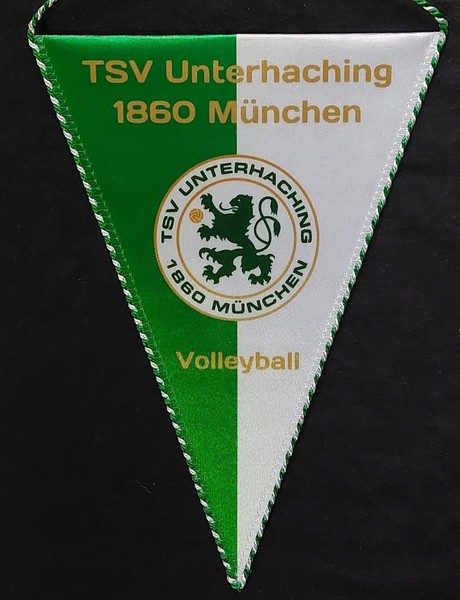 TSV Unterhaching
1860 München
TSV UNTERHACHING
1860 MÜNCHEN
Volleyball